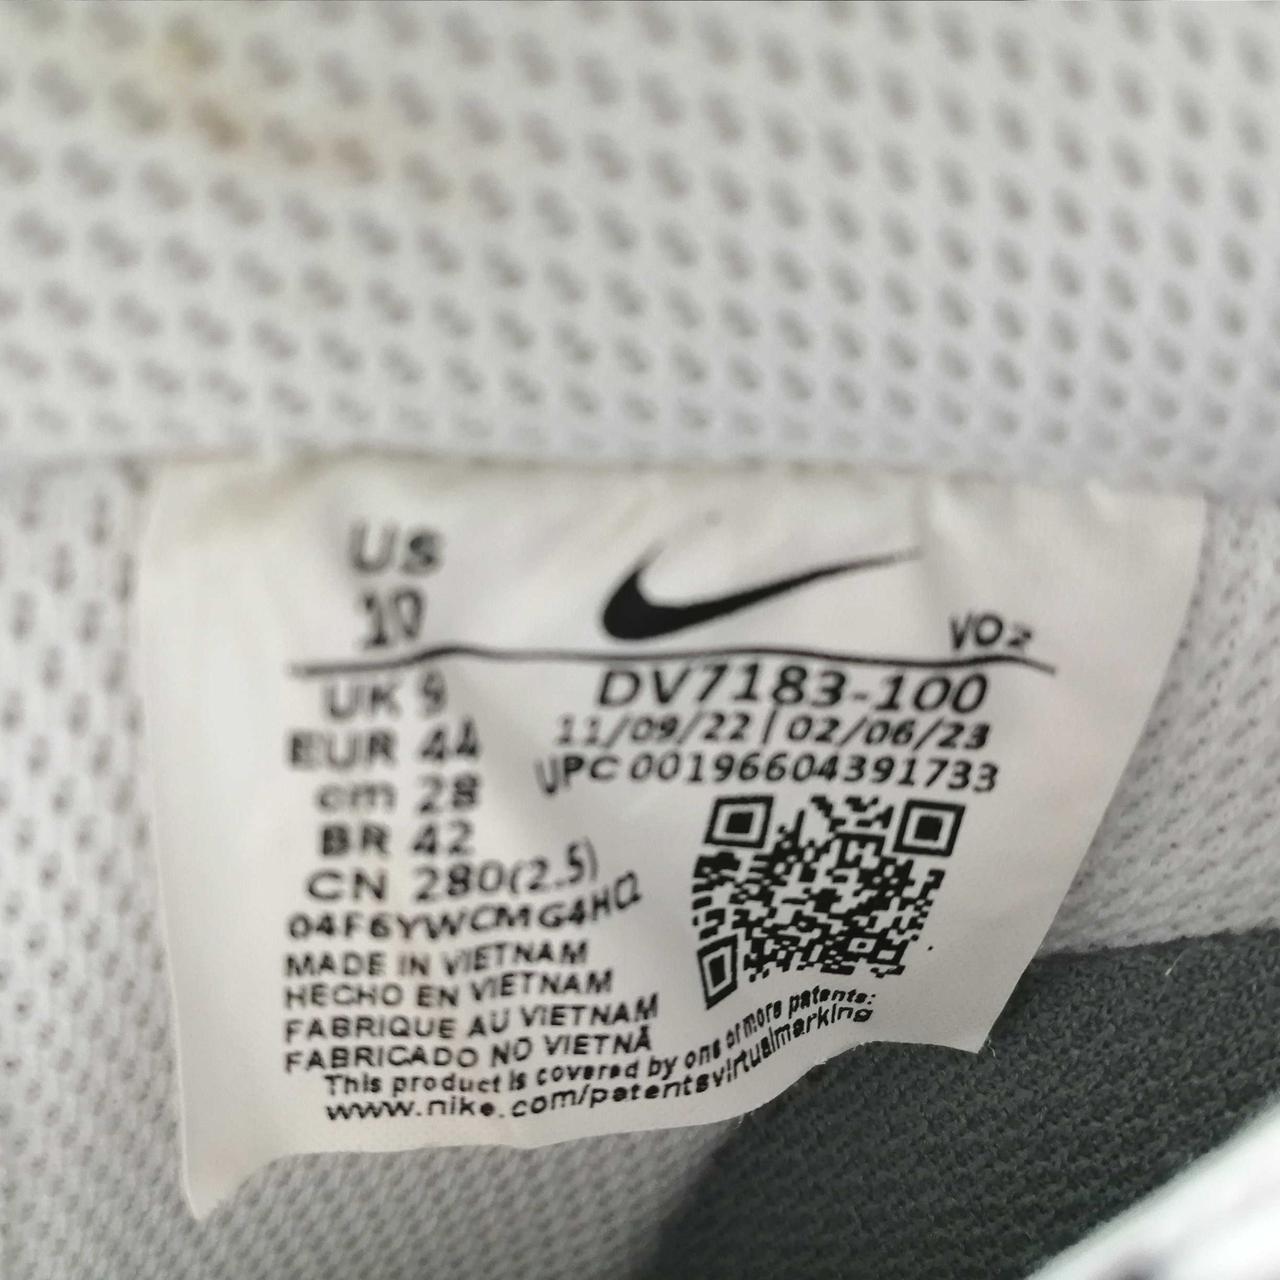 US
10
VO2
UK 9
EUR 44
cm 28
BR 42
CN 280(2.5)
04F6YWCMG4HCL
DV7183-100
11/09/22 | 02/06/23
UPC 00196604391733
MADE IN VIETNAM
HECHO EN VIETNAM
FABRIQUE AU VIETNAM
FABRICADO NO VIETNÃ
This product is covered by one or more patents:
www.nike.com/patentsvirtualmarking